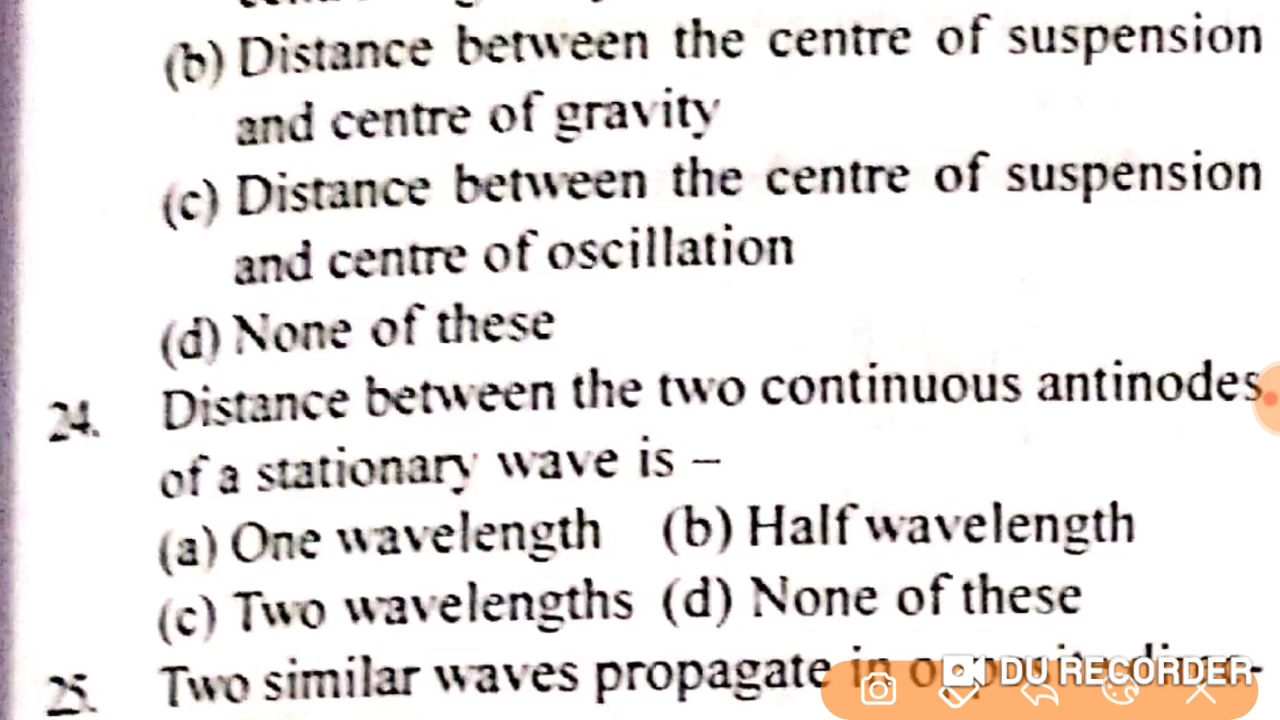 (b) Distance between the centre of suspension
and centre of gravity
(c) Distance between the centre of suspension
and centre of oscillation
(d) None of these
24. Distance between the two continuous antinodes
of a stationary wave is –
(a) One wavelength (b) Half wavelength
(c) Two wavelengths (d) None of these
25. Two similar waves propagate in
DU RECORDER